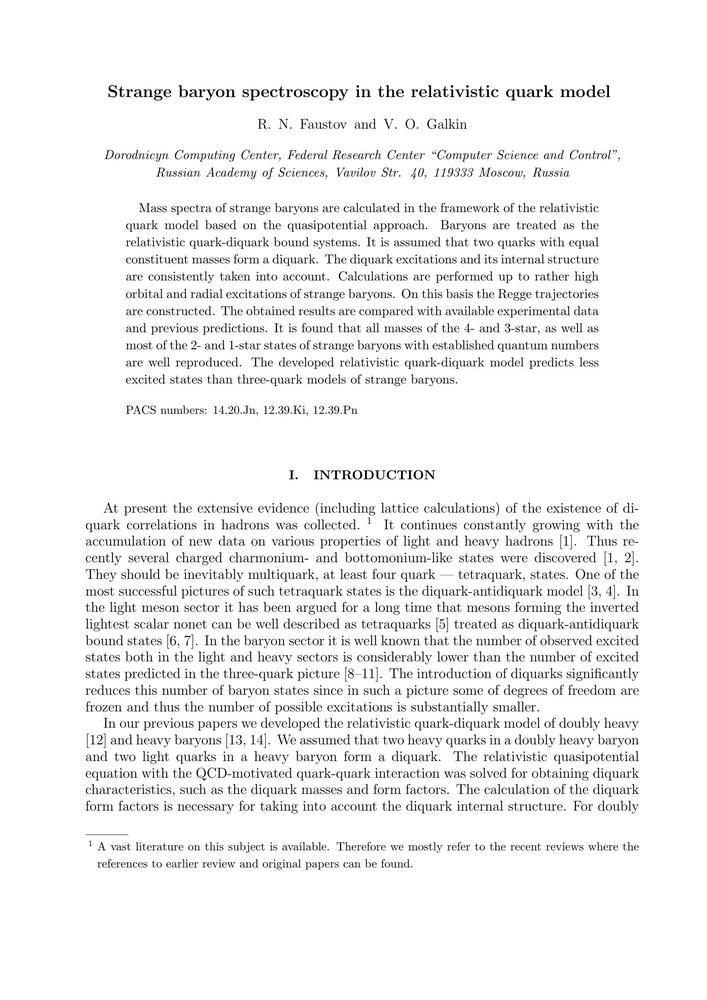 Strange baryon spectroscopy in the relativistic quark model
R. N. Faustov and V. O. Galkin
Dorodnicyn Computing Center, Federal Research Center “Computer Science and Control”,
Russian Academy of Sciences, Vavilov Str. 40, 119333 Moscow, Russia
Mass spectra of strange baryons are calculated in the framework of the relativistic
quark model based on the quasipotential approach. Baryons are treated as the
relativistic quark-diquark bound systems. It is assumed that two quarks with equal
constituent masses form a diquark. The diquark excitations and its internal structure
are consistently taken into account. Calculations are performed up to rather high
orbital and radial excitations of strange baryons. On this basis the Regge trajectories
are constructed. The obtained results are compared with available experimental data
and previous predictions. It is found that all masses of the 4- and 3-star, as well as
most of the 2- and 1-star states of strange baryons with established quantum numbers
are well reproduced. The developed relativistic quark-diquark model predicts less
excited states than three-quark models of strange baryons.
PACS numbers: 14.20.Jn, 12.39.Ki, 12.39.Pn
I. INTRODUCTION
At present the extensive evidence (including lattice calculations) of the existence of di-
quark correlations in hadrons was collected. 1 It continues constantly growing with the
accumulation of new data on various properties of light and heavy hadrons [1]. Thus re-
cently several charged charmonium- and bottomonium-like states were discovered [1, 2].
They should be inevitably multiquark, at least four quark — tetraquark, states. One of the
most successful pictures of such tetraquark states is the diquark-antidiquark model [3, 4]. In
the light meson sector it has been argued for a long time that mesons forming the inverted
lightest scalar nonet can be well described as tetraquarks [5] treated as diquark-antidiquark
bound states [6, 7]. In the baryon sector it is well known that the number of observed excited
states both in the light and heavy sectors is considerably lower than the number of excited
states predicted in the three-quark picture [8–11]. The introduction of diquarks significantly
reduces this number of baryon states since in such a picture some of degrees of freedom are
frozen and thus the number of possible excitations is substantially smaller.
In our previous papers we developed the relativistic quark-diquark model of doubly heavy
[12] and heavy baryons [13, 14]. We assumed that two heavy quarks in a doubly heavy baryon
and two light quarks in a heavy baryon form a diquark. The relativistic quasipotential
equation with the QCD-motivated quark-quark interaction was solved for obtaining diquark
characteristics, such as the diquark masses and form factors. The calculation of the diquark
form factors is necessary for taking into account the diquark internal structure. For doubly
1 A vast literature on this subject is available. Therefore we mostly refer to the recent reviews where the
references to earlier review and original papers can be found.